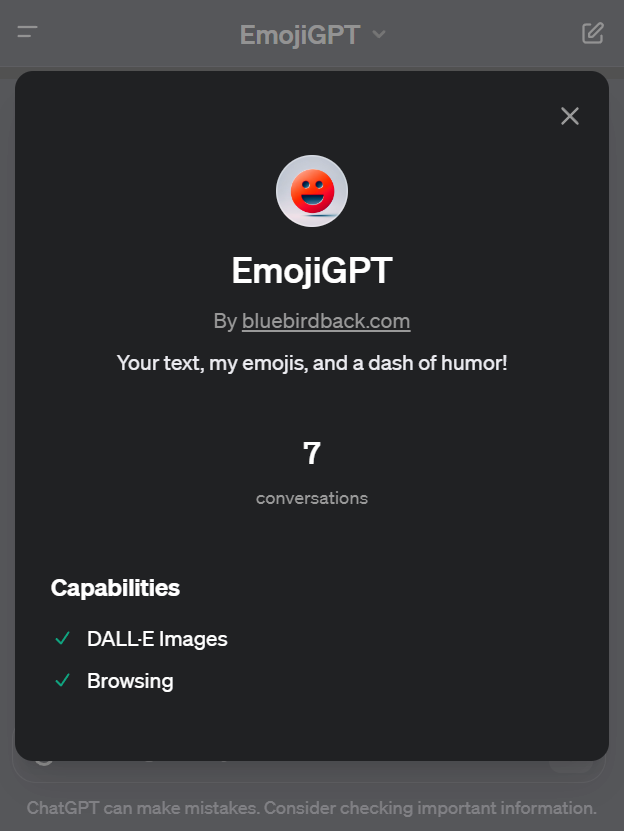 EmojiGPT
EmojiGPT
By bluebirdback.com
Your text, my emojis, and a dash of humor!
7
conversations
Capabilities
DALL·E Images
Browsing
ChatGPT can make mistakes. Consider checking important information.